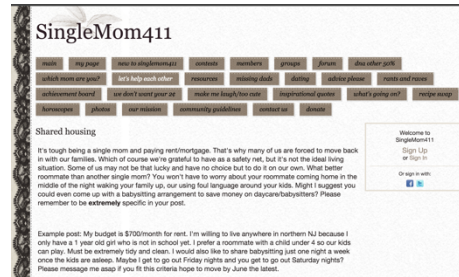 SingleMom411
main my page new to singlemom411 contests members groups forum dna other 50%
which mom are you? let's help each other resources missing dads dating advice please rants and raves
achievement board we don't want your 2¢ make me laugh/too cute inspirational quotes what's going on? recipe swap
horoscopes photos our mission community guidelines contact us donate
Shared housing
It's tough being a single mom and paying rent/mortgage. That's why many of us are forced to move back
in with our families. Which of course we're grateful to have as a safety net, but it's not the ideal living
situation. Some of us may not be that lucky and have no choice but to do it on our own. What better
roommate than another single mom? You won't have to worry about your roommate coming home in the
middle of the night waking your family up, our using foul language around your kids. Might I suggest you
could even come up with a babysitting arrangement to save money on daycare/babysitters? Please
remember to be extremely specific in your post.
Example post: My budget is $700/month for rent. I'm willing to live anywhere in northern NJ because I
only have a 1 year old girl who is not in school yet. I prefer a roommate with a child under 4 so our kids
can play. Must be extremely tidy and clean. I would also like to share babysitting just one night a week
once the kids are asleep. Maybe I get to go out Friday nights and you get to go out Saturday nights?
Please message me asap if you fit this criteria hope to move by June the latest.
Welcome to
SingleMom411
Sign Up
or Sign In
Or sign in with: